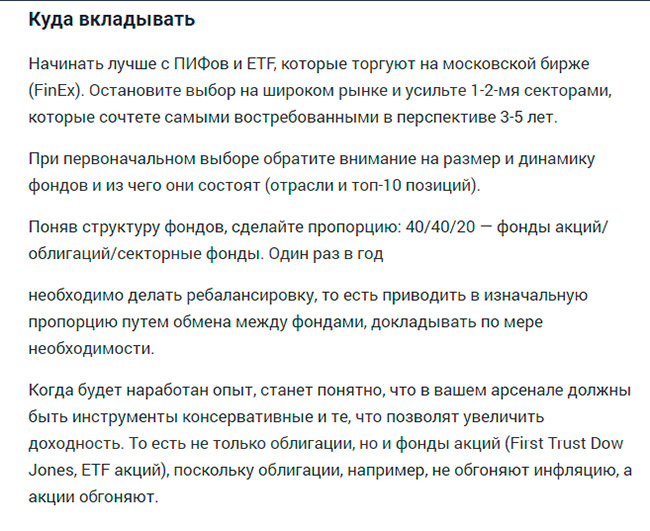 Куда вкладывать
Начинать лучше с ПИФов и ETF, которые торгуют на московской бирже
(FinEx). Остановите выбор на широком рынке и усильте 1-2-мя секторами,
которые сочтете самыми востребованными в перспективе 3-5 лет.
При первоначальном выборе обратите внимание на размер и динамику
фондов и из чего они состоят (отрасли и топ-10 позиций).
Поняв структуру фондов, сделайте пропорцию: 40/40/20 — фонды акций/
облигаций/секторные фонды. Один раз в год
необходимо делать ребалансировку, то есть приводить в изначальную
пропорцию путем обмена между фондами, докладывать по мере
необходимости.
Когда будет наработан опыт, станет понятно, что в вашем арсенале должны
быть инструменты консервативные и те, что позволят увеличить
доходность. То есть не только облигации, но и фонды акций (First Trust Dow
Jones, ETF акций), поскольку облигации, например, не обгоняют инфляцию, а
акции обгоняют.